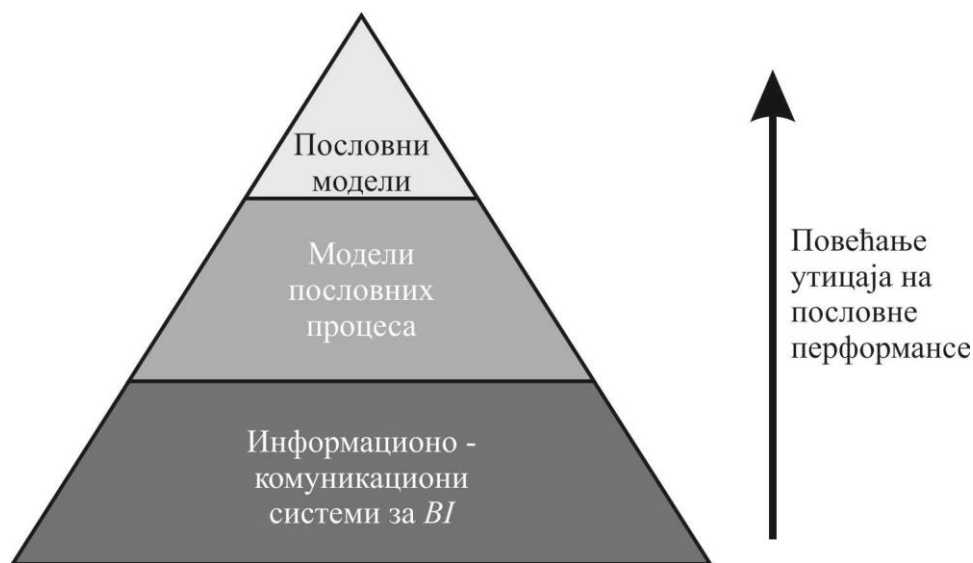 Пословни
модели
Модели
пословних
процеса
Информационо -
комуникациони
системи за BI
Повећање
утицаја на
пословне
перформансе